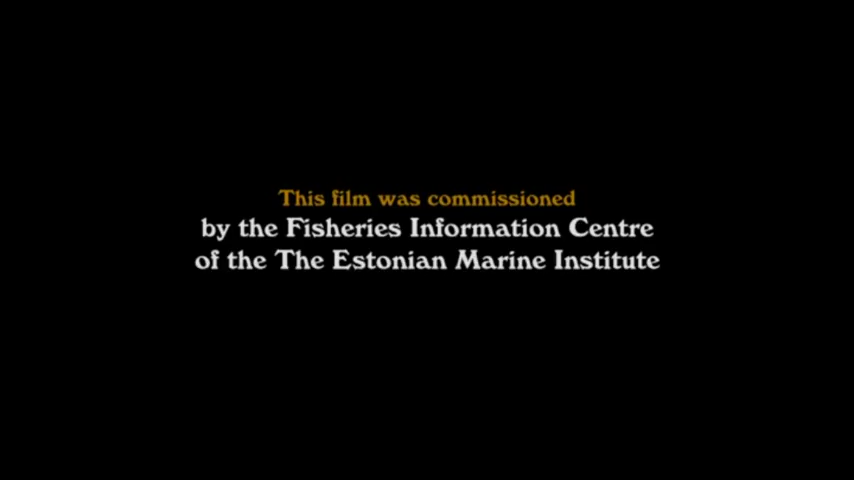 This film was commissioned
by the Fisheries Information Centre
of the The Estonian Marine Institute